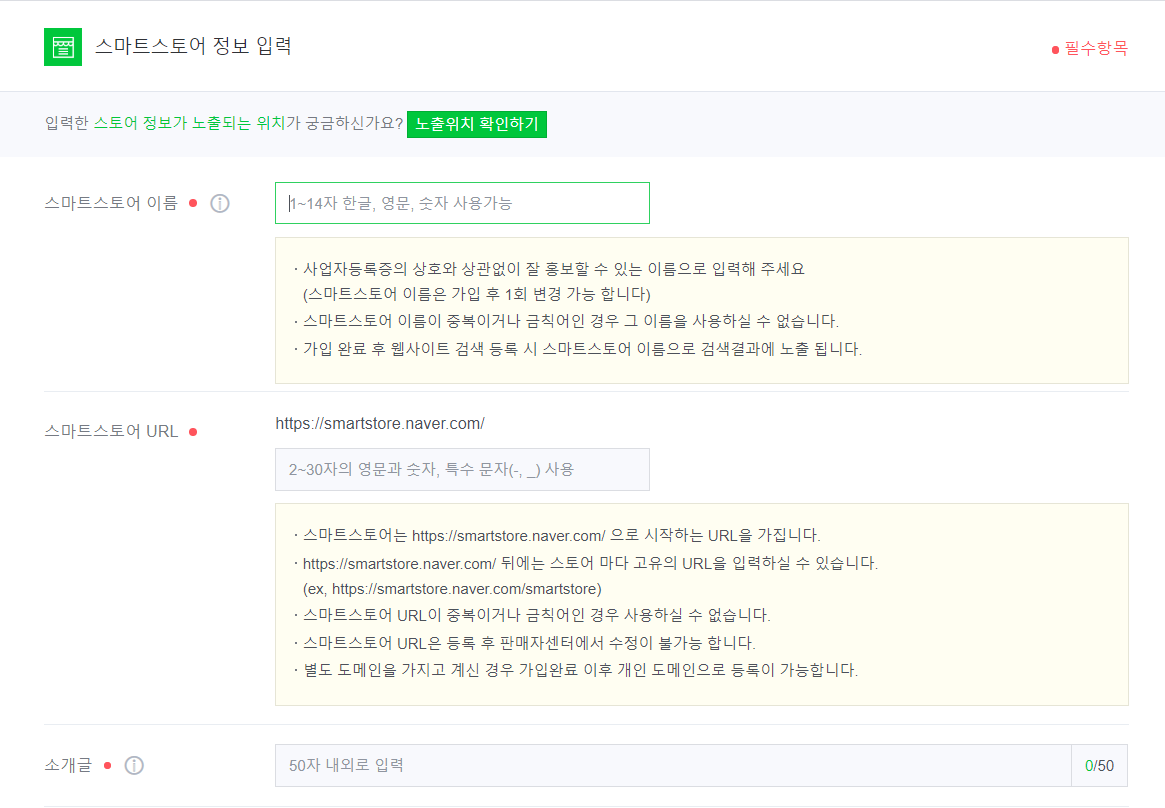 스마트스토어 정보 입력
● 필수항목
입력한 스토어 정보가 노출되는 위치가 궁금하신가요? 노출위치 확인하기
스마트스토어 이름 ● ⓘ
1~14자 한글, 영문, 숫자 사용가능
· 사업자등록증의 상호와 상관없이 잘 홍보할 수 있는 이름으로 입력해 주세요
(스마트스토어 이름은 가입 후 1회 변경 가능 합니다)
· 스마트스토어 이름이 중복이거나 금칙어인 경우 그 이름을 사용하실 수 없습니다.
· 가입 완료 후 웹사이트 검색 등록 시 스마트스토어 이름으로 검색결과에 노출 됩니다.
스마트스토어 URL ●
https://smartstore.naver.com/
2~30자의 영문과 숫자, 특수 문자(-, _) 사용
· 스마트스토어는 https://smartstore.naver.com/ 으로 시작하는 URL을 가집니다.
· https://smartstore.naver.com/ 뒤에는 스토어 마다 고유의 URL을 입력하실 수 있습니다.
(ex, https://smartstore.naver.com/smartstore)
· 스마트스토어 URL이 중복이거나 금칙어인 경우 사용하실 수 없습니다.
· 스마트스토어 URL은 등록 후 판매자센터에서 수정이 불가능 합니다.
· 별도 도메인을 가지고 계신 경우 가입완료 이후 개인 도메인으로 등록이 가능합니다.
소개글 ● ⓘ
50자 내외로 입력
0/50